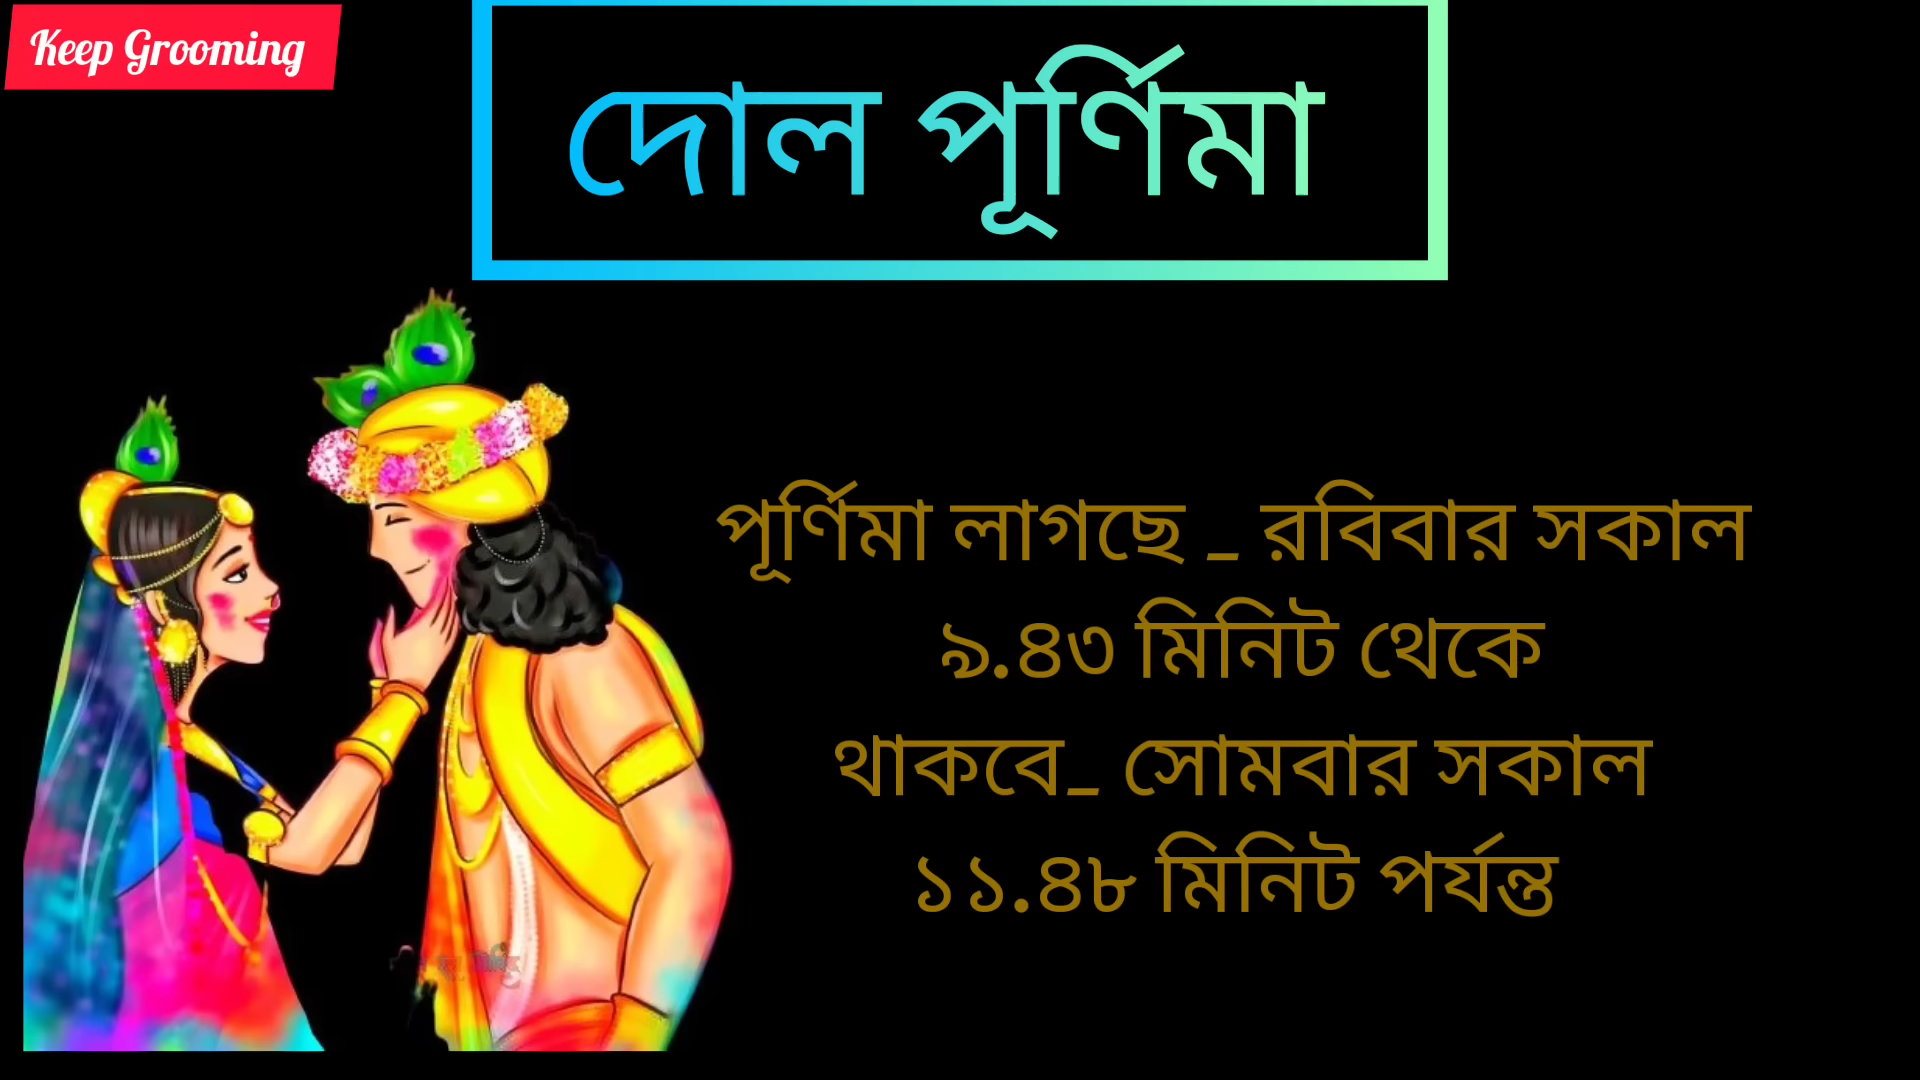 Keep Grooming
দোল পূর্ণিমা
পূর্ণিমা লাগছে _ রবিবার সকাল
৯.৪৩ মিনিট থেকে
থাকবে_ সোমবার সকাল
১১.৪৮ মিনিট পর্যন্ত